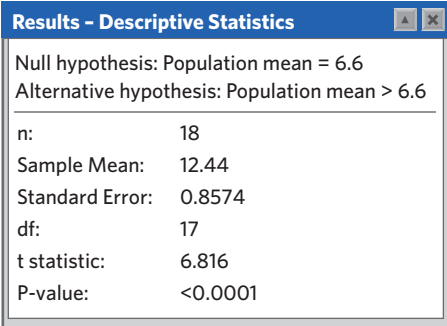 Results – Descriptive Statistics
Null hypothesis: Population mean = 6.6
Alternative hypothesis: Population mean > 6.6
n: 18
Sample Mean: 12.44
Standard Error: 0.8574
df: 17
t statistic: 6.816
P-value: <0.0001